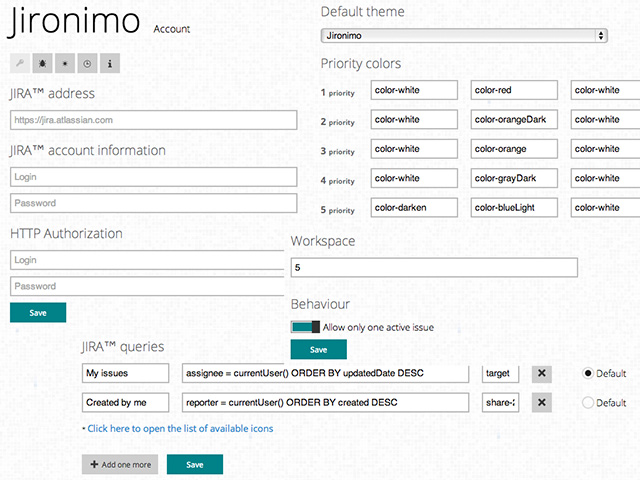 Jironimo Account
JIRA™ address
https://jira.atlassian.com
JIRA™ account information
Login
Password
HTTP Authorization
Login
Password
Save
Default theme
Jironimo
Priority colors
1 priority color-white color-red color-white
2 priority color-white color-orangeDark color-white
3 priority color-white color-orange color-white
4 priority color-white color-grayDark color-white
5 priority color-darken color-blueLight color-white
Workspace
5
Behaviour
Allow only one active issue
Save
JIRA™ queries
My issues assignee = currentUser() ORDER BY updatedDate DESC target Default
Created by me reporter = currentUser() ORDER BY created DESC share- Default
• Click here to open the list of available icons
+ Add one more Save